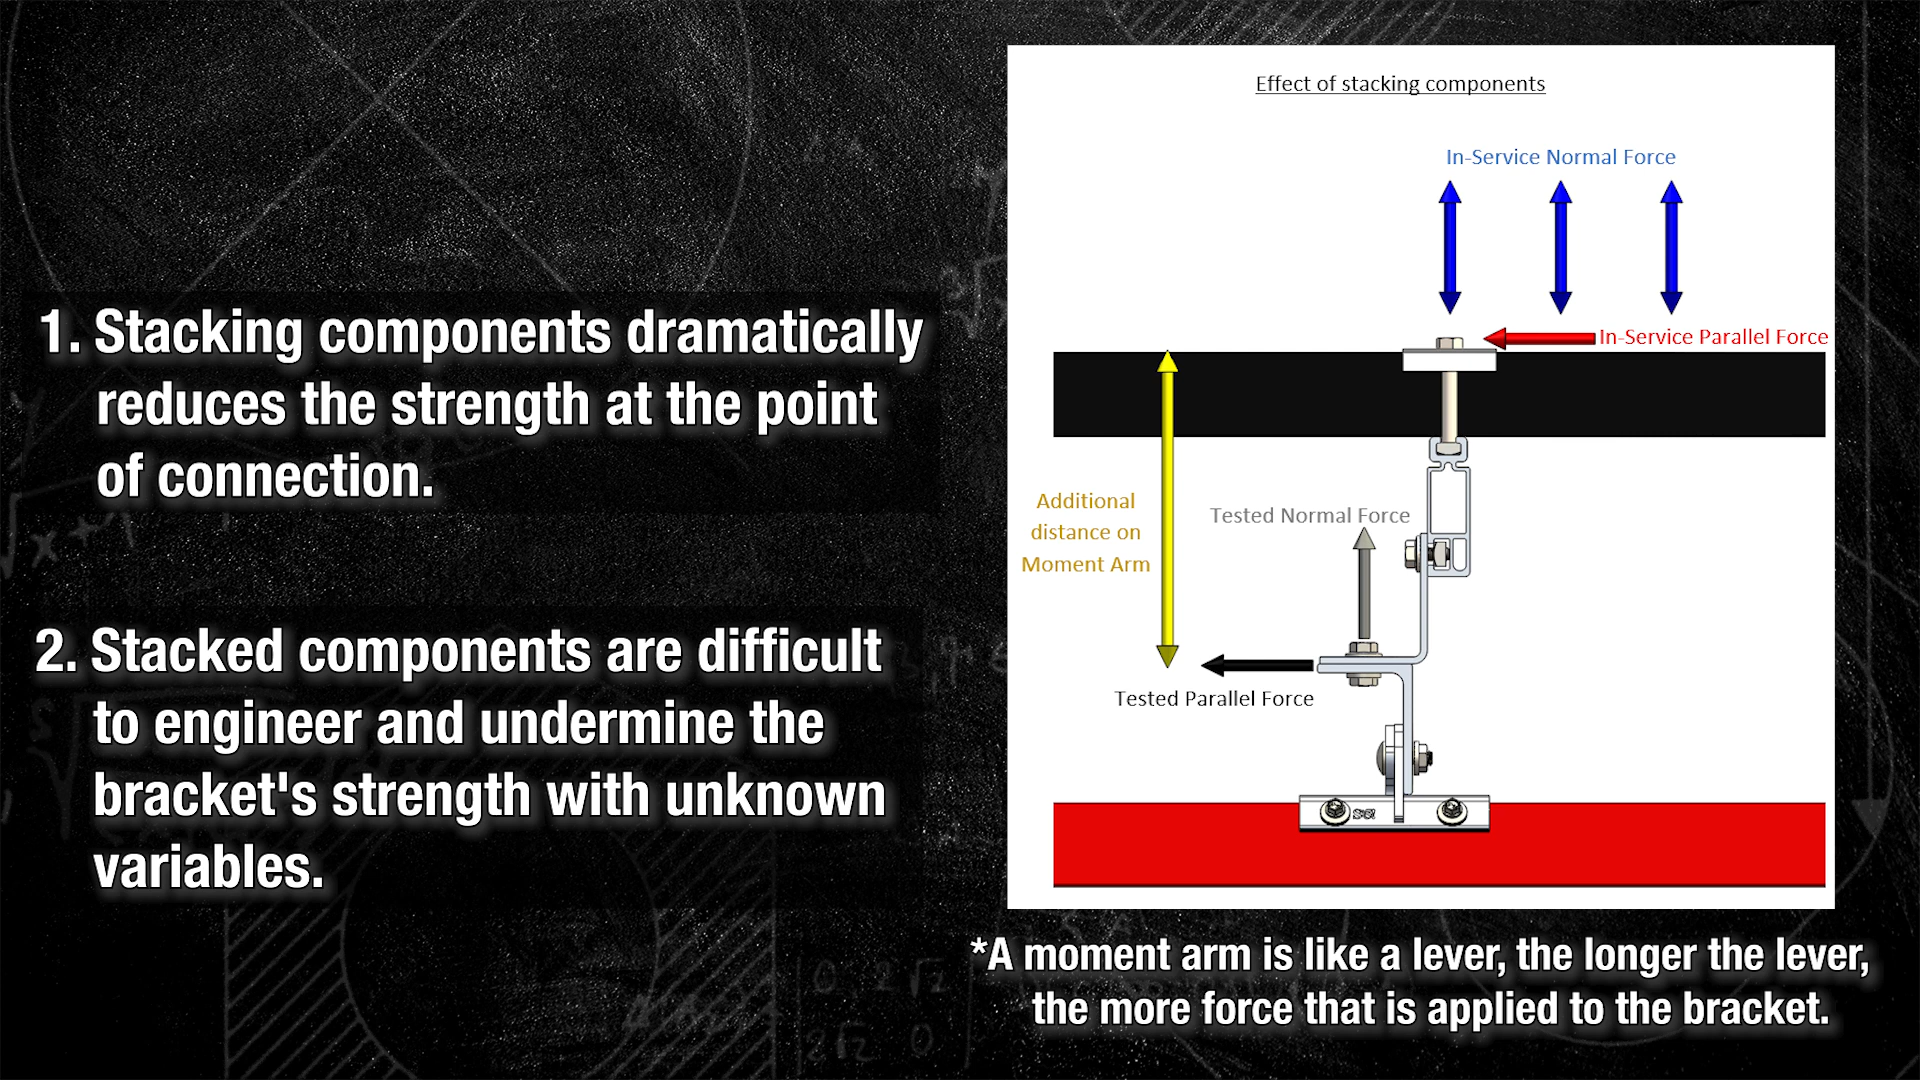 Effect of stacking components
In-Service Normal Force
In-Service Parallel Force
1. Stacking components dramatically
reduces the strength at the point
of connection.
Additional
distance on
Moment Arm
Tested Normal Force
Tested Parallel Force
2. Stacked components are difficult
to engineer and undermine the
bracket's strength with unknown
variables.
*A moment arm is like a lever, the longer the lever,
the more force that is applied to the bracket.